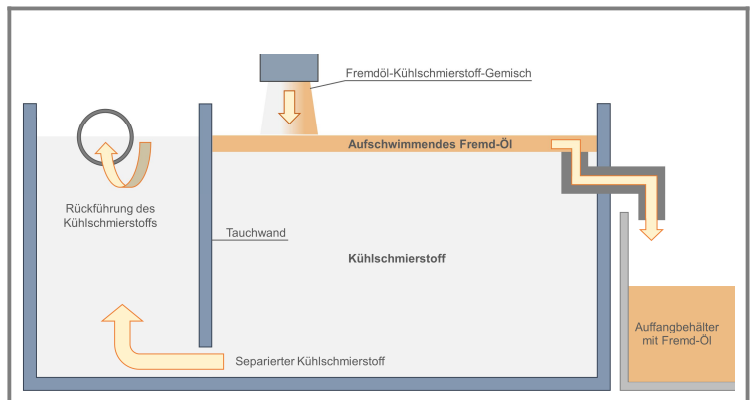 Fremdöl-Kühlschmierstoff-Gemisch
Aufschwimmendes Fremd-Öl
Rückführung des
Kühlschmierstoffs
Tauchwand
Kühlschmierstoff
Separierter Kühlschmierstoff
Auffangbehälter
mit Fremd-Öl